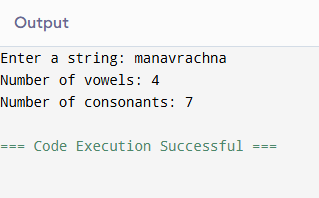 Output
Enter a string: manavrachna
Number of vowels: 4
Number of consonants: 7
=== Code Execution Successful ===